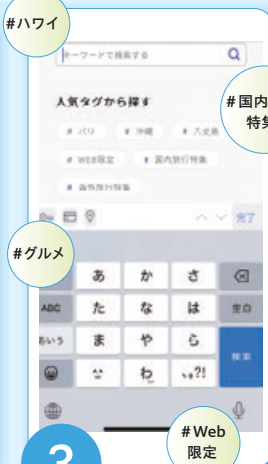 #ハワイ
キーワードで検索する
人気タグから探す
# バリ # 沖縄 # 八丈島
# WEB限定 # 国内旅行特集
# 海外旅行特集
#国内
特集
完了
#グルメ
あ か さ
ABC た な は 空白
あいう ま や ら 検索
^^ わ 、。?!
#Web
限定
3